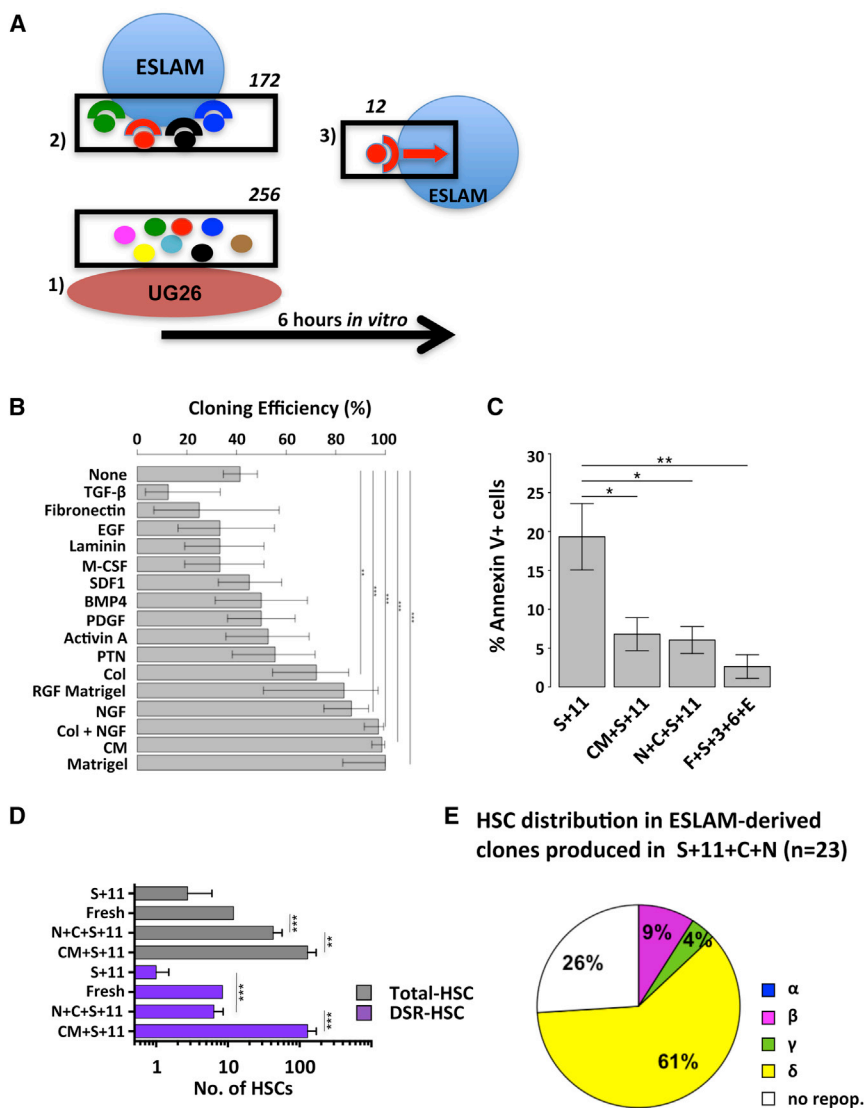 A
ESLAM
172
2)
12
3)
ESLAM
256
1)
UG26
6 hours in vitro
B
Cloning Efficiency (%)
0 20 40 60 80 100
None
TGF-β
Fibronectin
EGF
Laminin
M-CSF
SDF1
BMP4
PDGF
Activin A
PTN
Col
RGF Matrigel
NGF
Col + NGF
CM
Matrigel
**
***
***
***
***
C
% Annexin V+ cells
30
25
20
15
10
5
0
**
*
*
S+11
CM+S+11
N+C+S+11
F+S+3+6+E
D
S+11
Fresh
N+C+S+11
CM+S+11
S+11
Fresh
N+C+S+11
CM+S+11
***
**
***
***
Total-HSC
DSR-HSC
1 10 100
No. of HSCs
E
HSC distribution in ESLAM-derived
clones produced in S+11+C+N (n=23)
9%
4%
26%
61%
α
β
γ
δ
no repop.